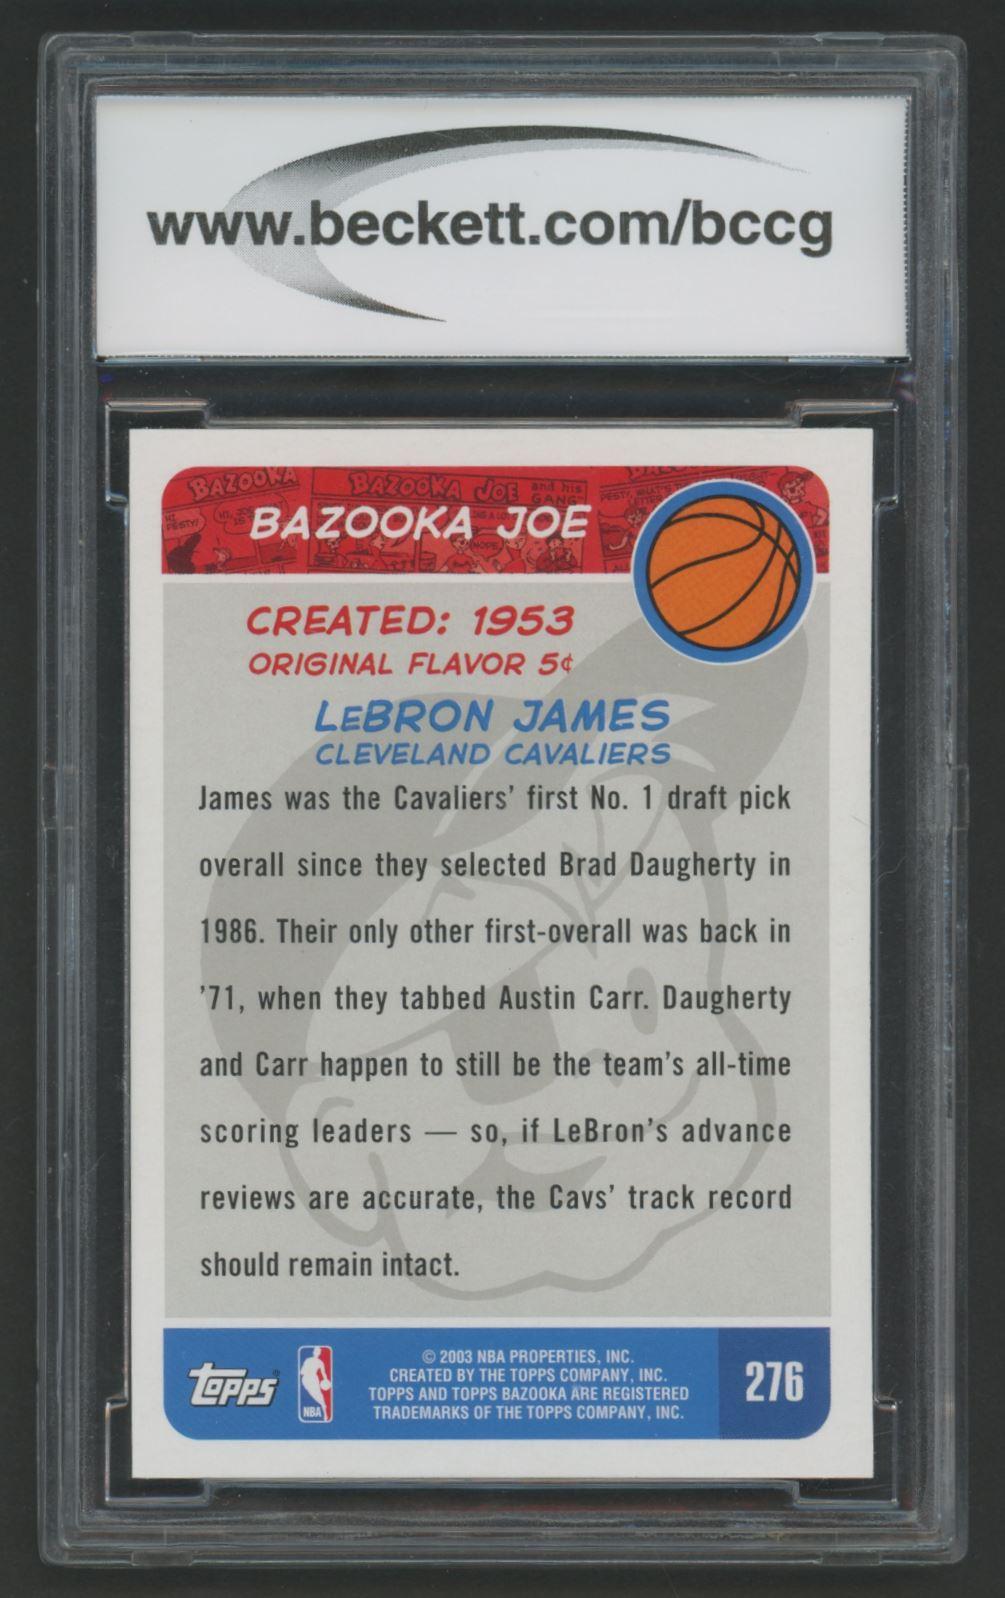 www.beckett.com/bccg
BAZOOKA
BAZOOKA JOE and his
GANG
BAZOOKA JOE
CREATED: 1953
ORIGINAL FLAVOR 5¢
LeBRON JAMES
CLEVELAND CAVALIERS
James was the Cavaliers' first No. 1 draft pick
overall since they selected Brad Daugherty in
1986. Their only other first-overall was back in
'71, when they tabbed Austin Carr. Daugherty
and Carr happen to still be the team's all-time
scoring leaders — so, if LeBron's advance
reviews are accurate, the Cavs' track record
should remain intact.
Topps®
NBA
© 2003 NBA PROPERTIES, INC.
CREATED BY THE TOPPS COMPANY, INC.
TOPPS AND TOPPS BAZOOKA ARE REGISTERED
TRADEMARKS OF THE TOPPS COMPANY, INC.
276